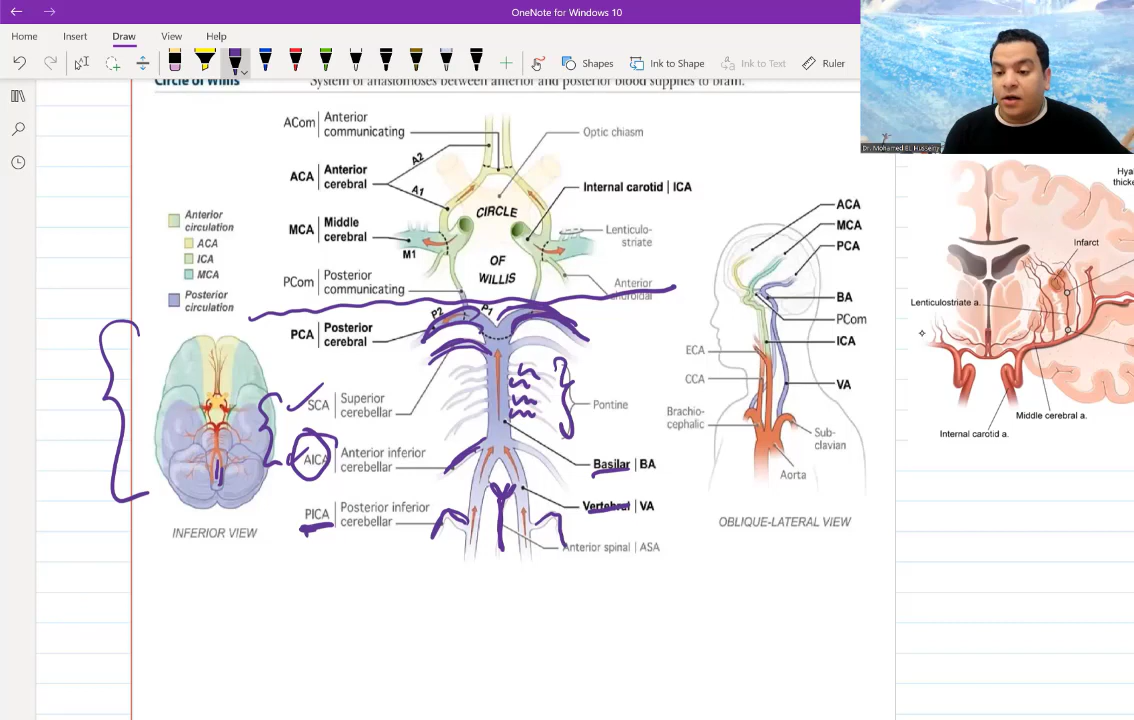 OneNote for Windows 10
Home
Insert
Draw
View
Help
Shapes
Ink to Shape
Ink to Text
Ruler
Dr. Mohamed EL Husseiny
Circle of Willis
System of anastomoses between anterior and posterior blood supplies to brain.
ACom | Anterior communicating
Optic chiasm
A2
ACA | Anterior cerebral
A1
Internal carotid | ICA
CIRCLE
OF
WILLIS
MCA | Middle cerebral
M1
Lenticulo-
striate
PCom | Posterior communicating
Anterior
P2
P1
PCA | Posterior cerebral
SCA | Superior cerebellar
Pontine
AICA | Anterior inferior cerebellar
Basilar | BA
PICA | Posterior inferior cerebellar
Vertebral | VA
Anterior spinal | ASA
Anterior
circulation
ACA
ICA
MCA
Posterior
circulation
INFERIOR VIEW
ACA
MCA
PCA
BA
PCom
ICA
ECA
CCA
VA
Brachio-
cephalic
Sub-
clavian
Aorta
OBLIQUE-LATERAL VIEW
Hya
thicke
Infarct
Lenticulostriate a.
Middle cerebral a.
Internal carotid a.